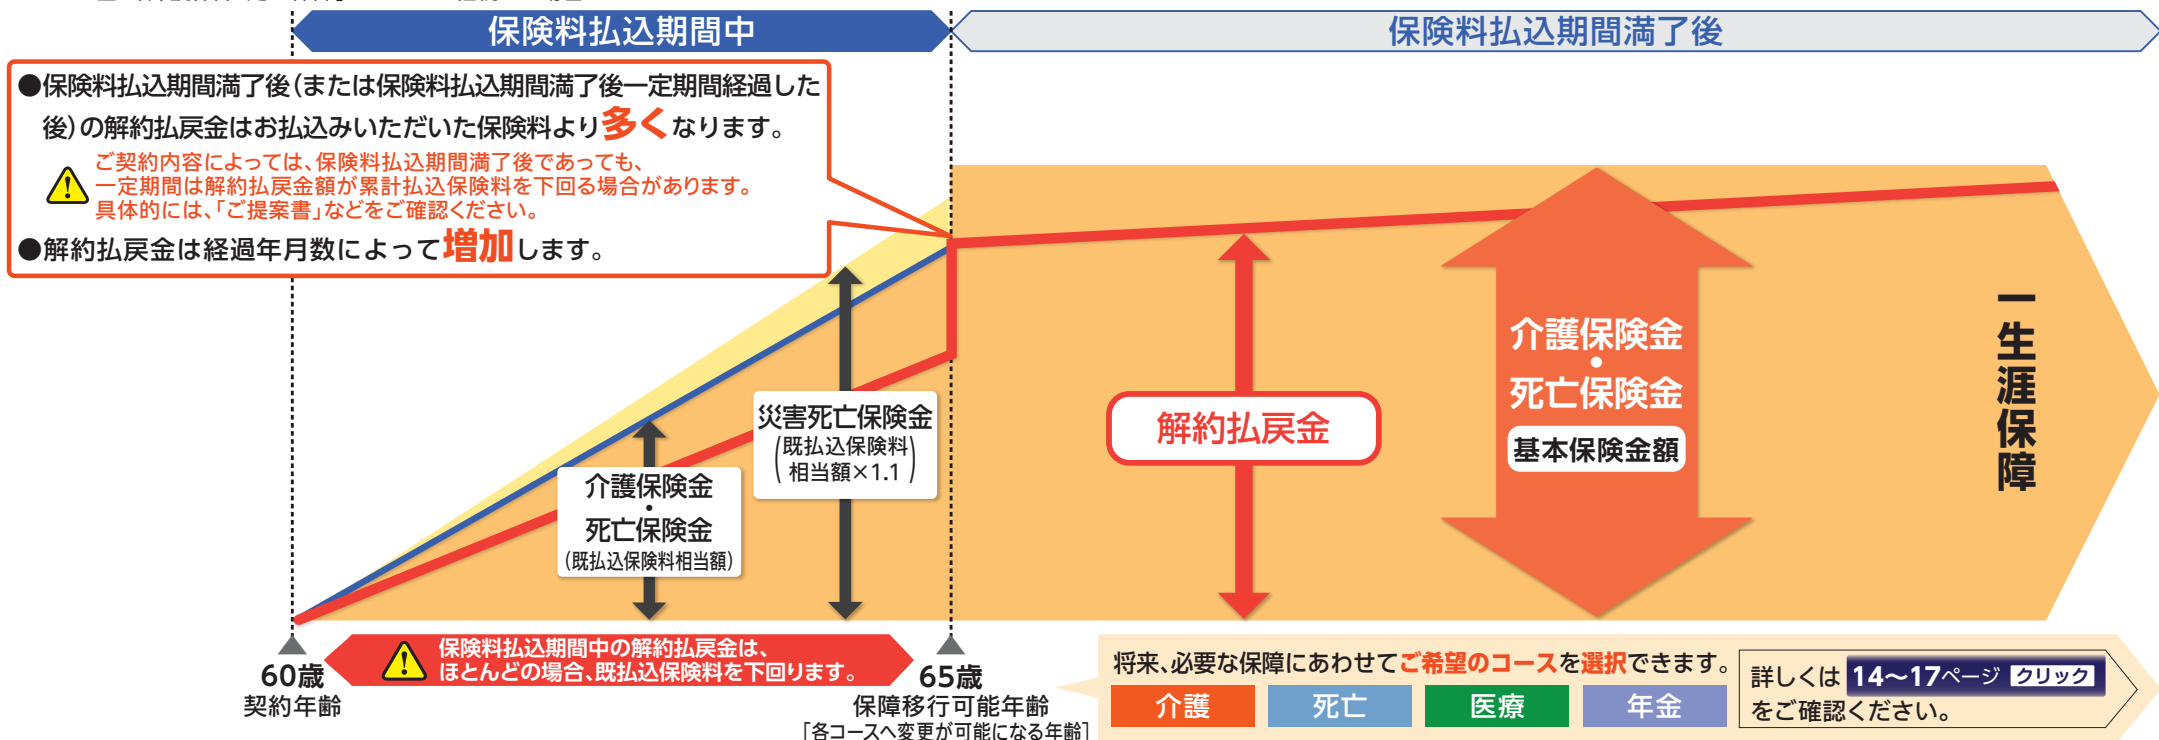 保険料払込期間中
保険料払込期間満了後
●保険料払込期間満了後(または保険料払込期間満了後一定期間経過した
後)の解約払戻金はお払込みいただいた保険料より多くなります。
ご契約内容によっては、保険料払込期間満了後であっても、
一定期間は解約払戻金額が累計払込保険料を下回る場合があります。
具体的には、「ご提案書」などをご確認ください。
●解約払戻金は経過年月数によって増加します。
災害死亡保険金
(既払込保険料
相当額×1.1)
介護保険金
・
死亡保険金
(既払込保険料相当額)
解約払戻金
介護保険金
・
死亡保険金
基本保険金額
一生涯保障
保険料払込期間中の解約払戻金は、
ほとんどの場合、既払込保険料を下回ります。
60歳
契約年齢
65歳
保障移行可能年齢
[各コースへ変更が可能になる年齢]
将来、必要な保障にあわせてご希望のコースを選択できます。
介護
死亡
医療
年金
詳しくは 14〜17ページ クリック
をご確認ください。